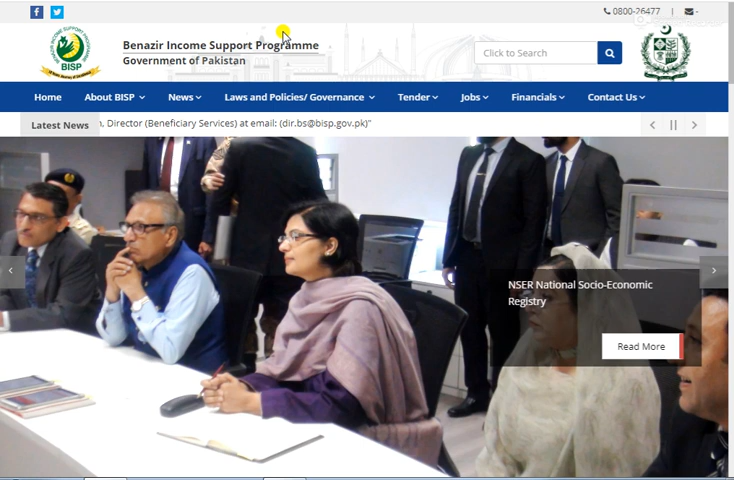 0800-26477 |
Benazir Income Support Programme
Government of Pakistan
BISP
Click to Search
Home About BISP News Laws and Policies/ Governance Tender Jobs Financials Contact Us
Latest News , Director (Beneficiary Services) at email: (dir.bs@bisp.gov.pk)"
NSER National Socio-Economic
Registry
Read More